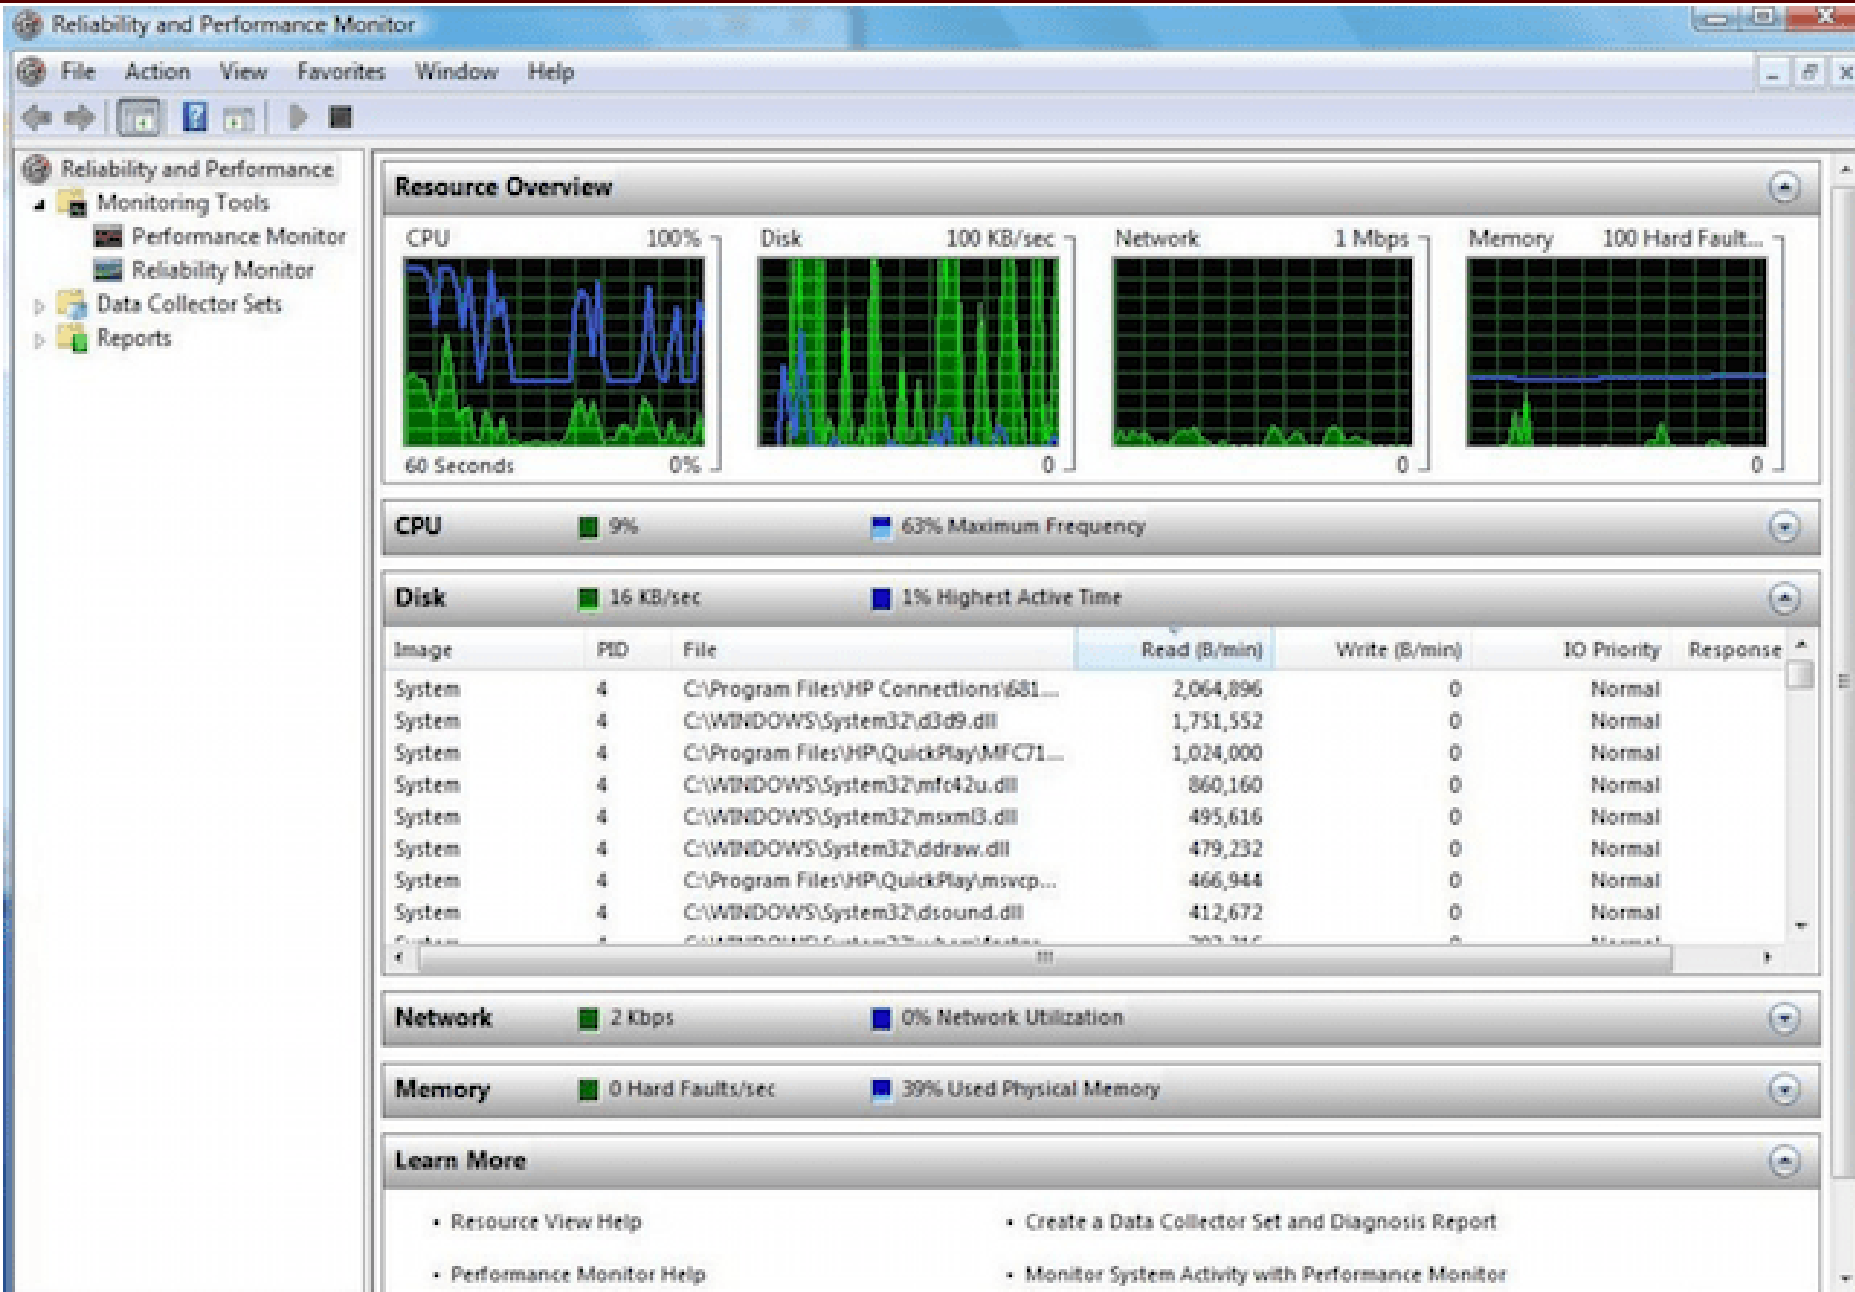 Reliability and Performance Monitor
File Action View Favorites Window Help
Reliability and Performance
Monitoring Tools
Performance Monitor
Reliability Monitor
Data Collector Sets
Reports
Resource Overview
CPU 100%
60 Seconds 0%
Disk 100 KB/sec
0
Network 1 Mbps
0
Memory 100 Hard Fault...
0
CPU 9% 63% Maximum Frequency
Disk 16 KB/sec 1% Highest Active Time
Image PID File Read (B/min) Write (B/min) IO Priority Response
System 4 C:\Program Files\HP Connections\681... 2,064,896 0 Normal
System 4 C:\WINDOWS\System32\d3d9.dll 1,751,552 0 Normal
System 4 C:\Program Files\HP\QuickPlay\MFC71... 1,024,000 0 Normal
System 4 C:\WINDOWS\System32\mfc42u.dll 860,160 0 Normal
System 4 C:\WINDOWS\System32\msxml3.dll 495,616 0 Normal
System 4 C:\WINDOWS\System32\ddraw.dll 479,232 0 Normal
System 4 C:\Program Files\HP\QuickPlay\msvcp... 466,944 0 Normal
System 4 C:\WINDOWS\System32\dsound.dll 412,672 0 Normal
Network 2 Kbps 0% Network Utilization
Memory 0 Hard Faults/sec 39% Used Physical Memory
Learn More
• Resource View Help
• Create a Data Collector Set and Diagnosis Report
• Performance Monitor Help
• Monitor System Activity with Performance Monitor